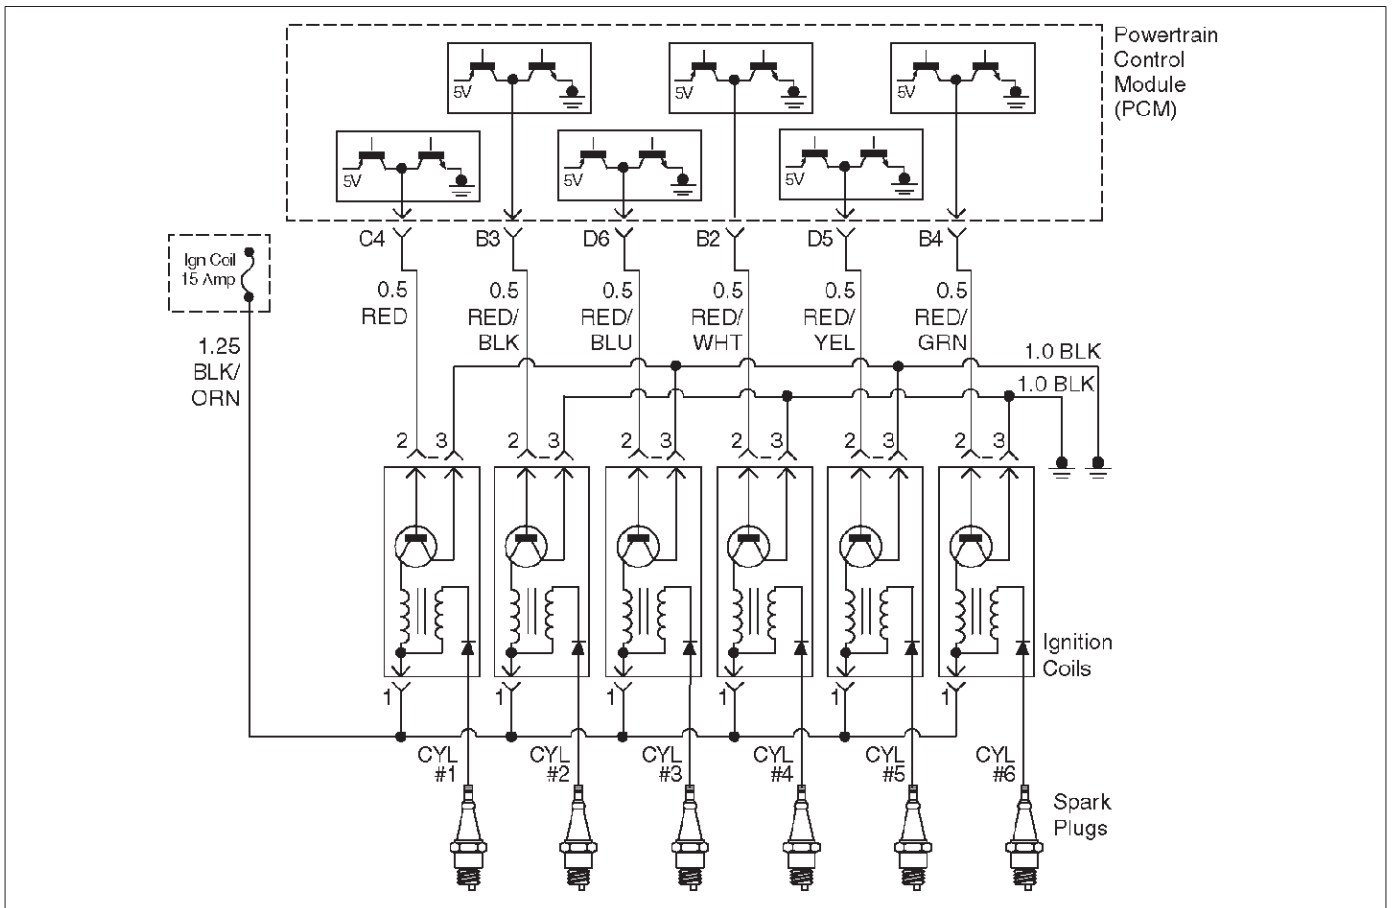 Powertrain
Control
Module
(PCM)
5V
5V
5V
5V
5V
5V
C4
B3
D6
B2
D5
B4
Ign Coil
15 Amp
0.5
RED
0.5
RED/
BLK
0.5
RED/
BLU
0.5
RED/
WHT
0.5
RED/
YEL
0.5
RED/
GRN
1.25
BLK/
ORN
1.0 BLK
1.0 BLK
2 3
2 3
2 3
2 3
2 3
2 3
Ignition
Coils
1
1
1
1
1
1
CYL
#1
CYL
#2
CYL
#3
CYL
#4
CYL
#5
CYL
#6
Spark
Plugs